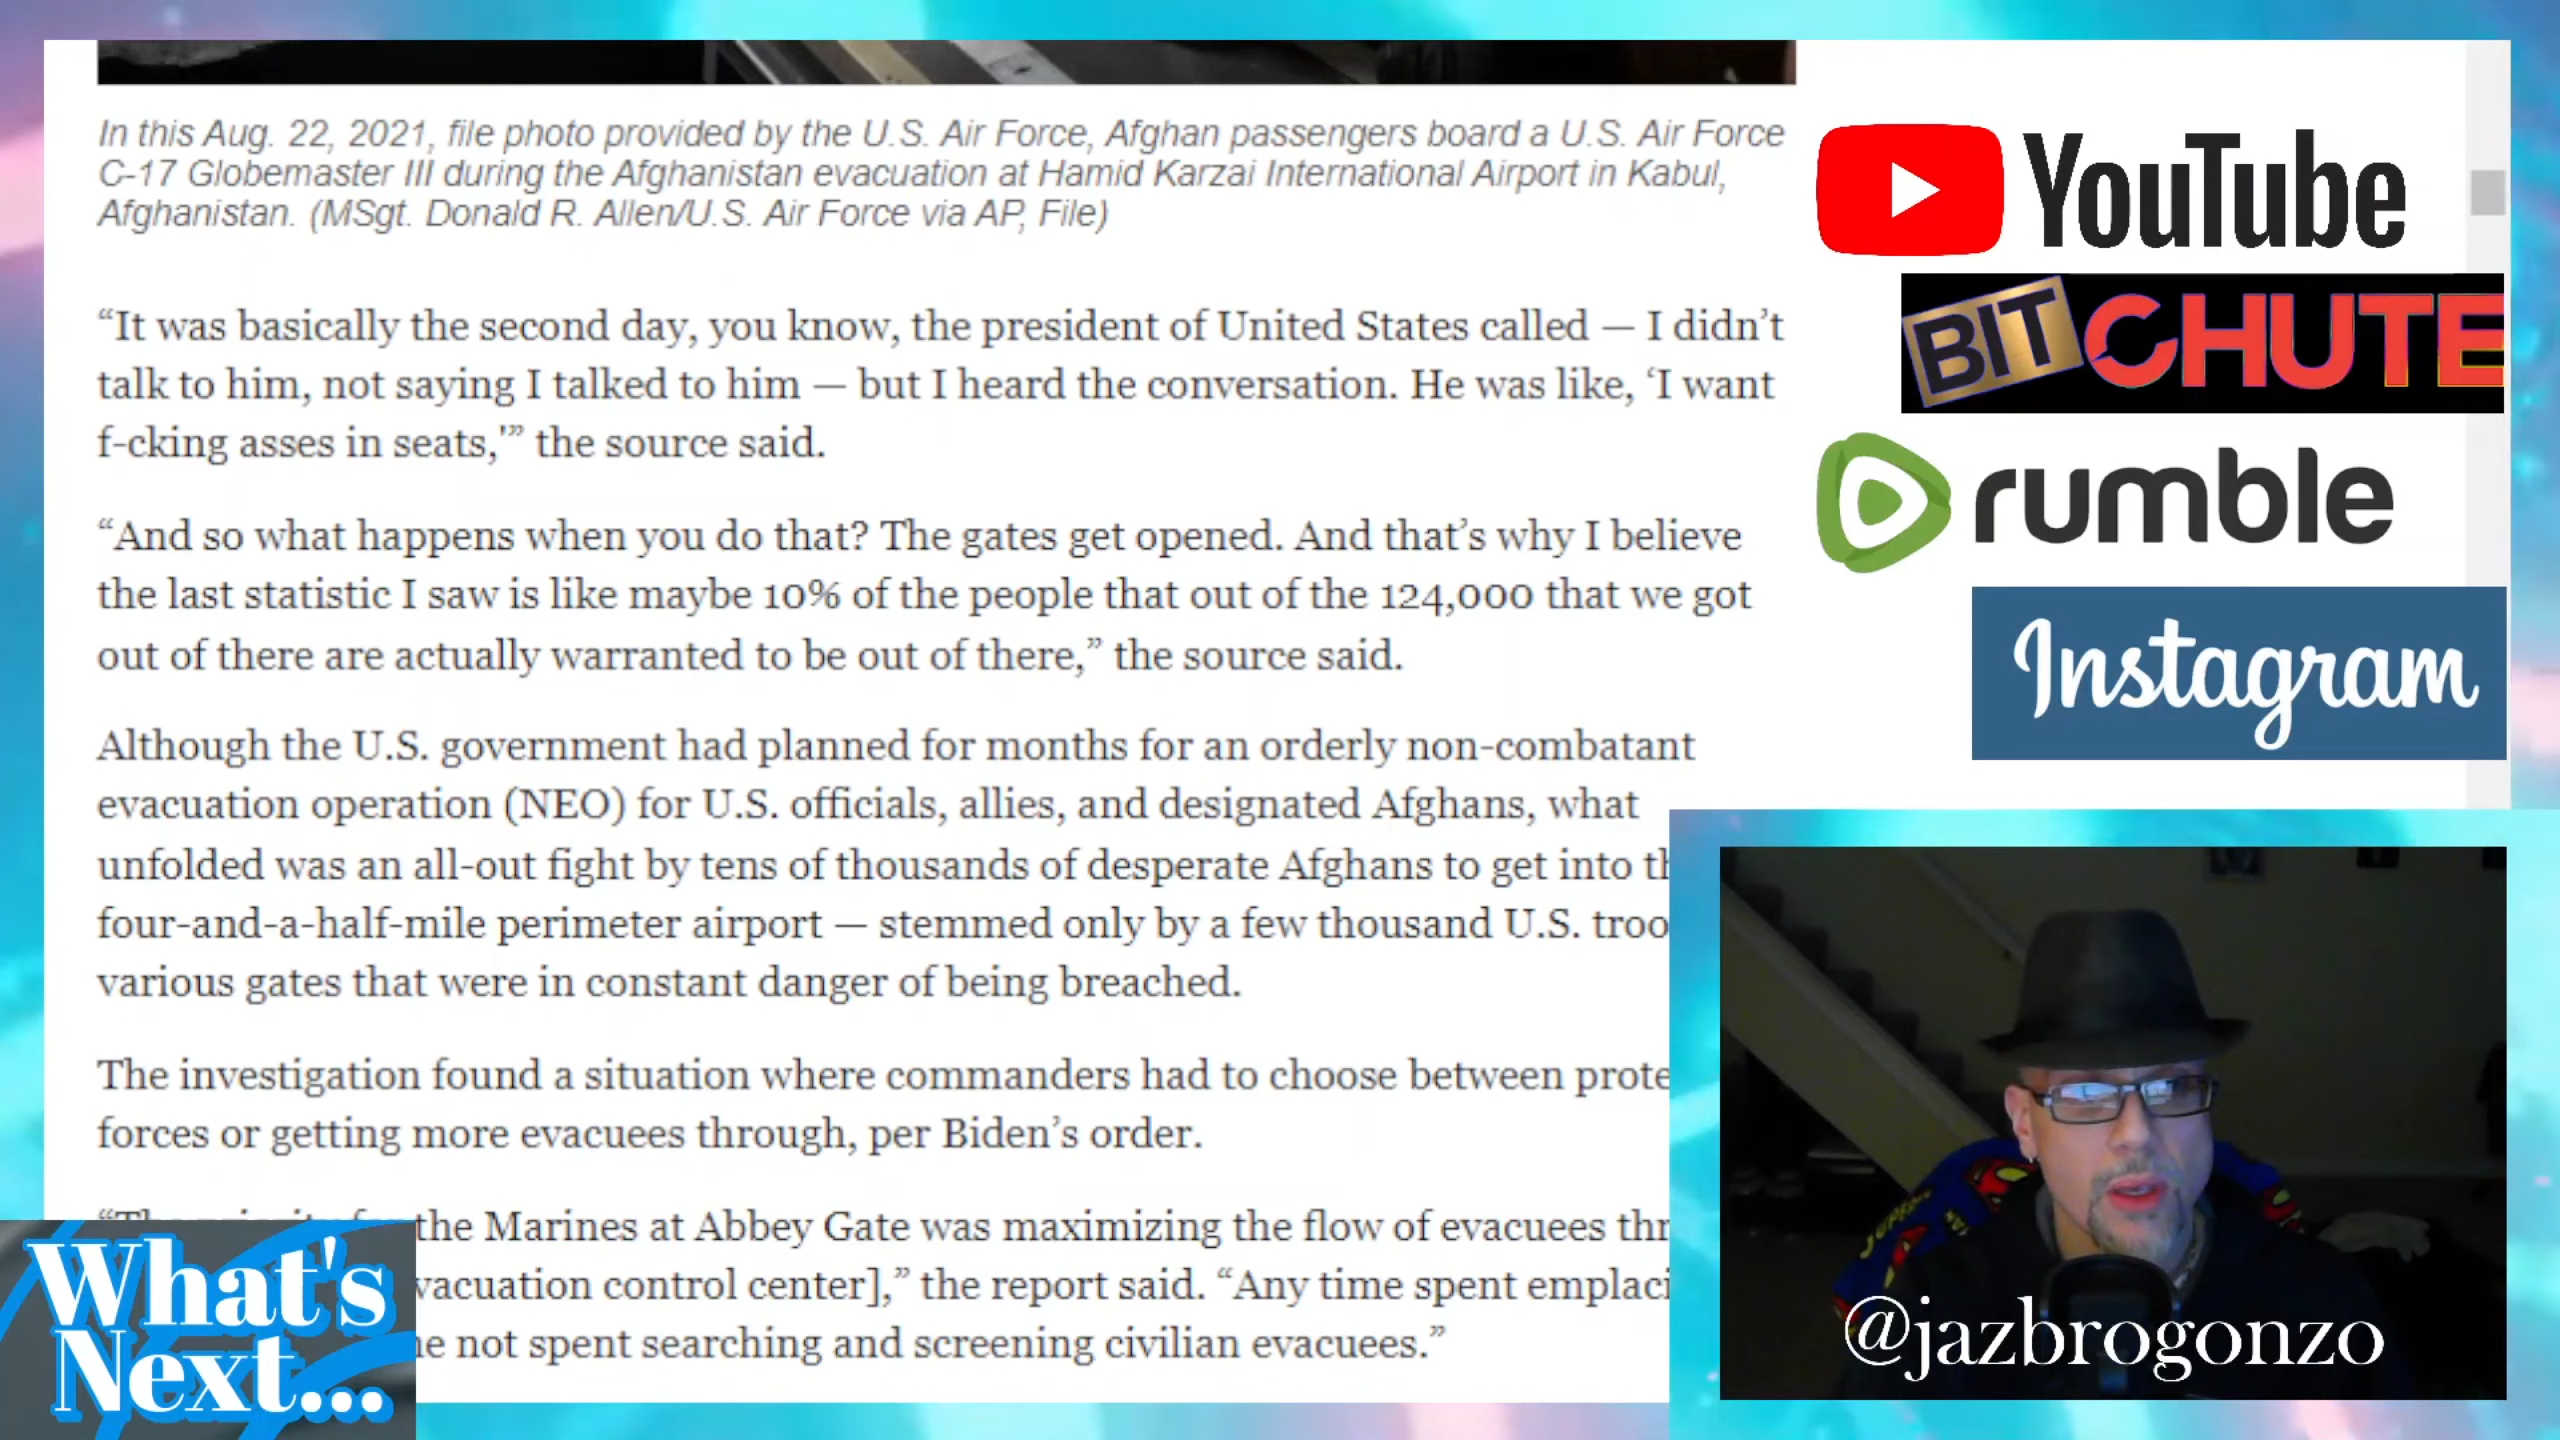 In this Aug. 22, 2021, file photo provided by the U.S. Air Force, Afghan passengers board a U.S. Air Force
C-17 Globemaster III during the Afghanistan evacuation at Hamid Karzai International Airport in Kabul,
Afghanistan. (MSgt. Donald R. Allen/U.S. Air Force via AP, File)
“It was basically the second day, you know, the president of United States called — I didn’t
talk to him, not saying I talked to him — but I heard the conversation. He was like, ‘I want
f-cking asses in seats,'” the source said.
“And so what happens when you do that? The gates get opened. And that’s why I believe
the last statistic I saw is like maybe 10% of the people that out of the 124,000 that we got
out of there are actually warranted to be out of there,” the source said.
Although the U.S. government had planned for months for an orderly non-combatant
evacuation operation (NEO) for U.S. officials, allies, and designated Afghans, what
unfolded was an all-out fight by tens of thousands of desperate Afghans to get into
four-and-a-half-mile perimeter airport — stemmed only by a few thousand U.S. troo
various gates that were in constant danger of being breached.
The investigation found a situation where commanders had to choose between prote
forces or getting more evacuees through, per Biden’s order.
the Marines at Abbey Gate was maximizing the flow of evacuees thr
vacuation control center],” the report said. “Any time spent emplaci
not spent searching and screening civilian evacuees.”
YouTube
BITCHUTE
rumble
Instagram
What's
Next...
@jazbrogonzo